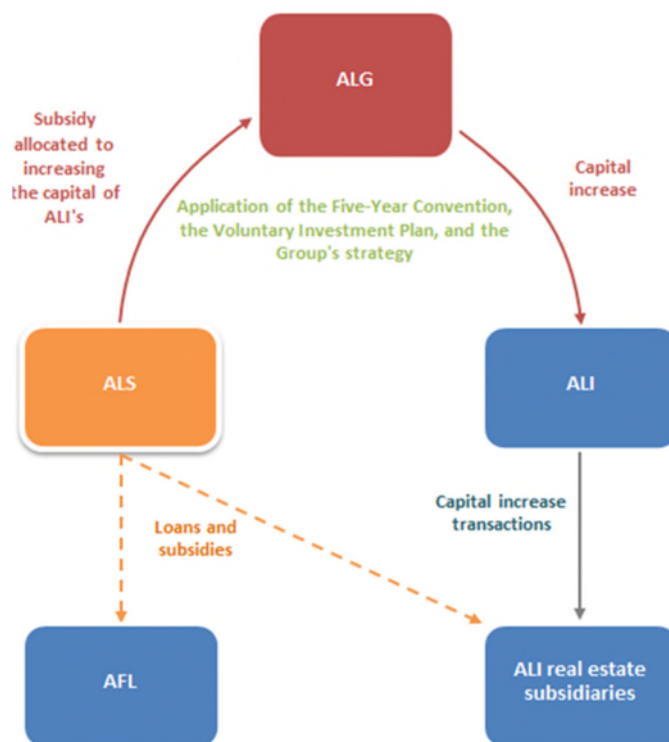 ALG
Subsidy
allocated to
increasing
the capital of
ALI's
Capital
increase
Application of the Five-Year Convention,
the Voluntary Investment Plan, and the
Group's strategy
ALS
ALI
Loans and
subsidies
Capital increase
transactions
AFL
ALI real estate
subsidiaries